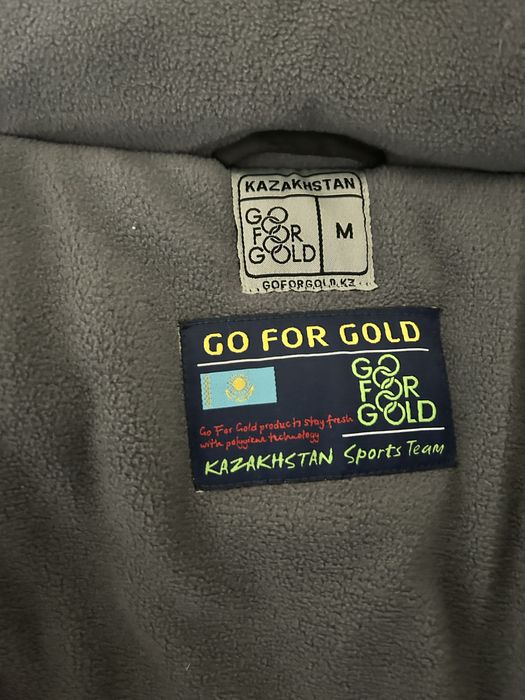 KAZAKHSTAN
GO
FOR
GOLD
M
GOFORGOLD.KZ
GO FOR GOLD
GO
FOR
GOLD
Go For Gold products stay fresh
with polygiene technology
KAZAKHSTAN Sports Team